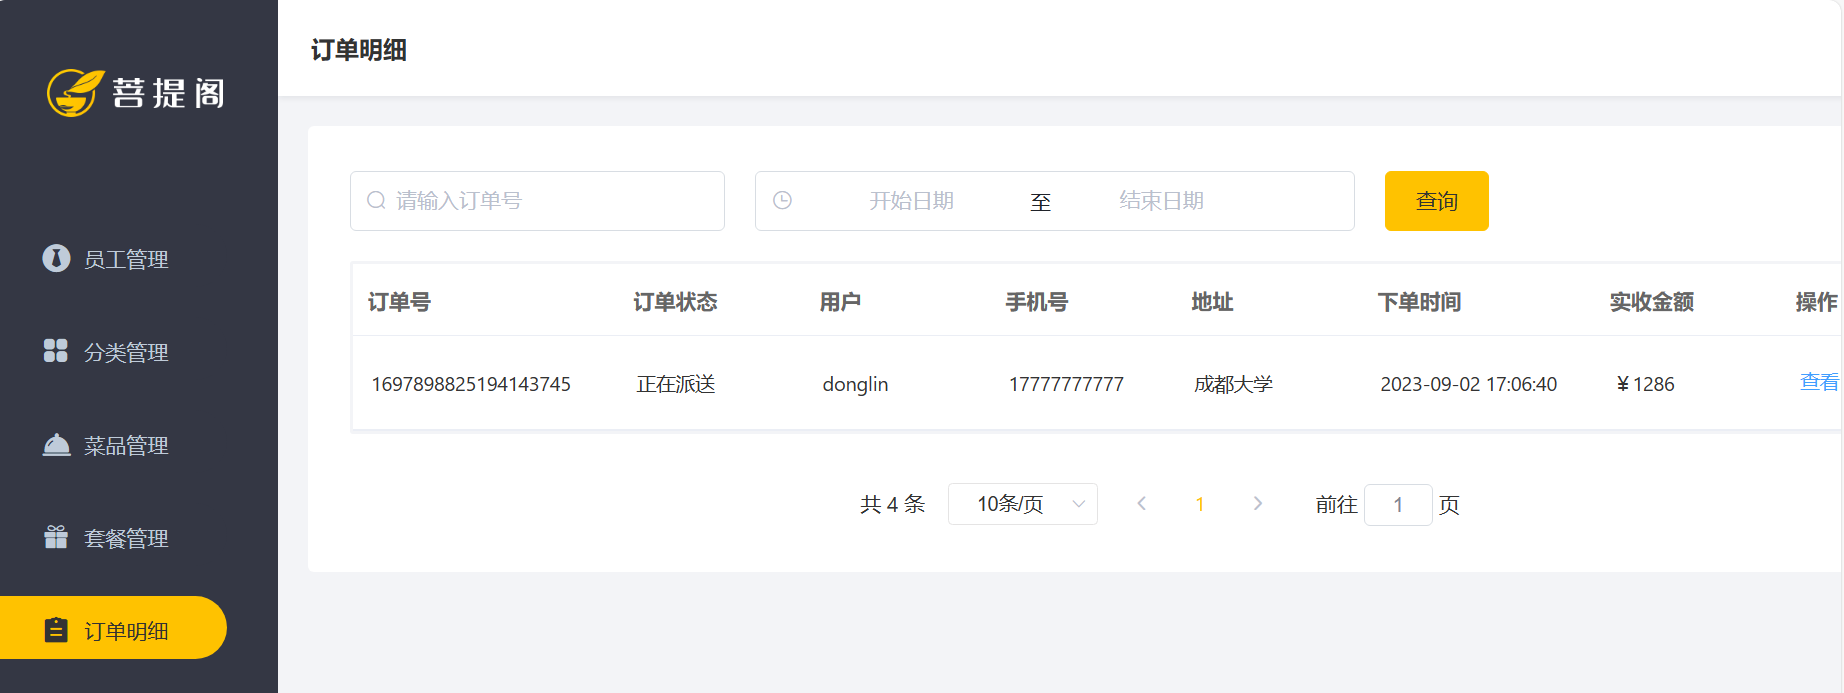 订单明细
菩提阁
请输入订单号 开始日期 至 结束日期 查询
员工管理
分类管理
菜品管理
套餐管理
订单明细
订单号 订单状态 用户 手机号 地址 下单时间 实收金额 操作
1697898825194143745 正在派送 donglin 17777777777 成都大学 2023-09-02 17:06:40 ￥1286 查看
共 4 条 10条/页 1 前往 1 页